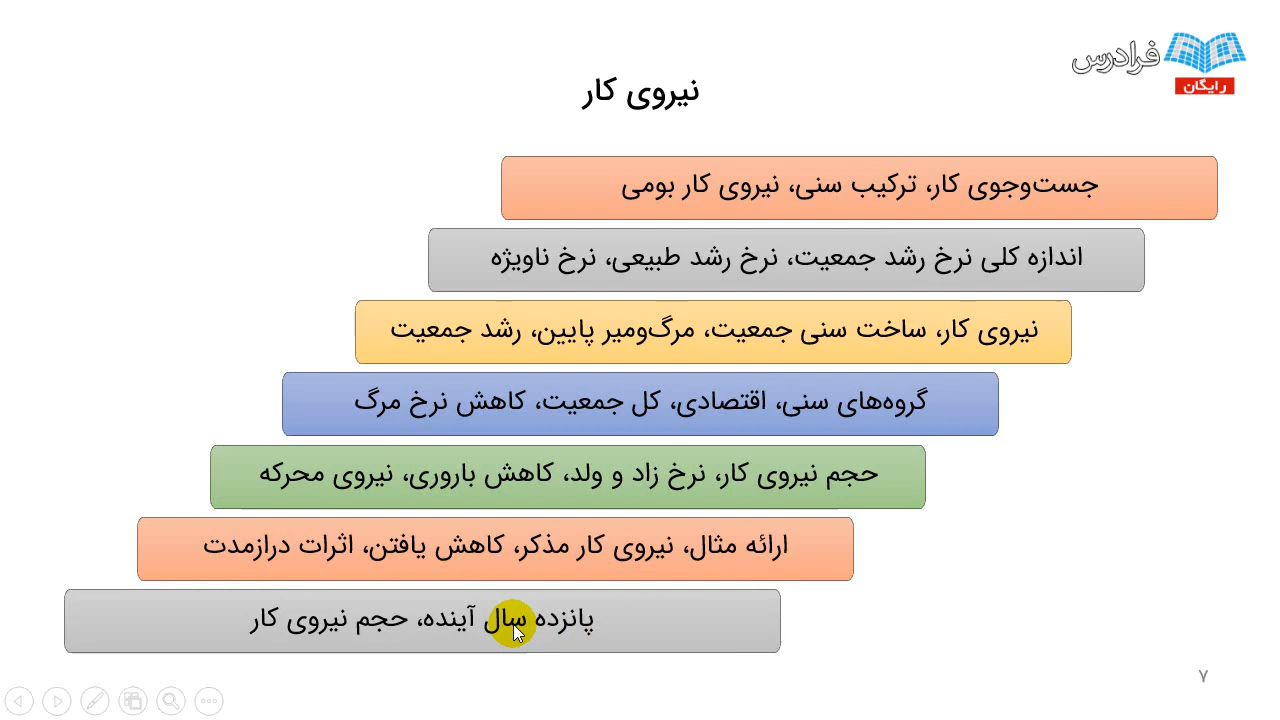 فرادرس
رایگان
نیروی کار
جست‌وجوی کار، ترکیب سنی، نیروی کار بومی
اندازه کلی نرخ رشد جمعیت، نرخ رشد طبیعی، نرخ ناویژه
نیروی کار، ساخت سنی جمعیت، مرگ‌ومیر پایین، رشد جمعیت
گروه‌های سنی، اقتصادی، کل جمعیت، کاهش نرخ مرگ
حجم نیروی کار، نرخ زاد و ولد، کاهش باروری، نیروی محرکه
ارائه مثال، نیروی کار مذکر، کاهش یافتن، اثرات درازمدت
پانزده سال آینده، حجم نیروی کار
۷